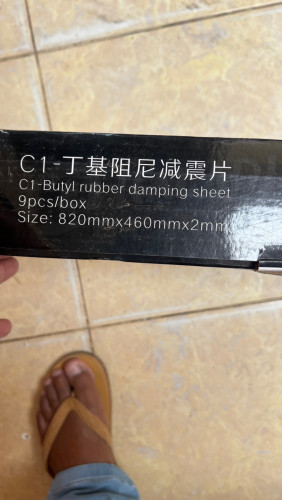 C1-丁基阻尼减震片
C1-Butyl rubber damping sheet
9pcs/box
Size: 820mmx460mmx2mm